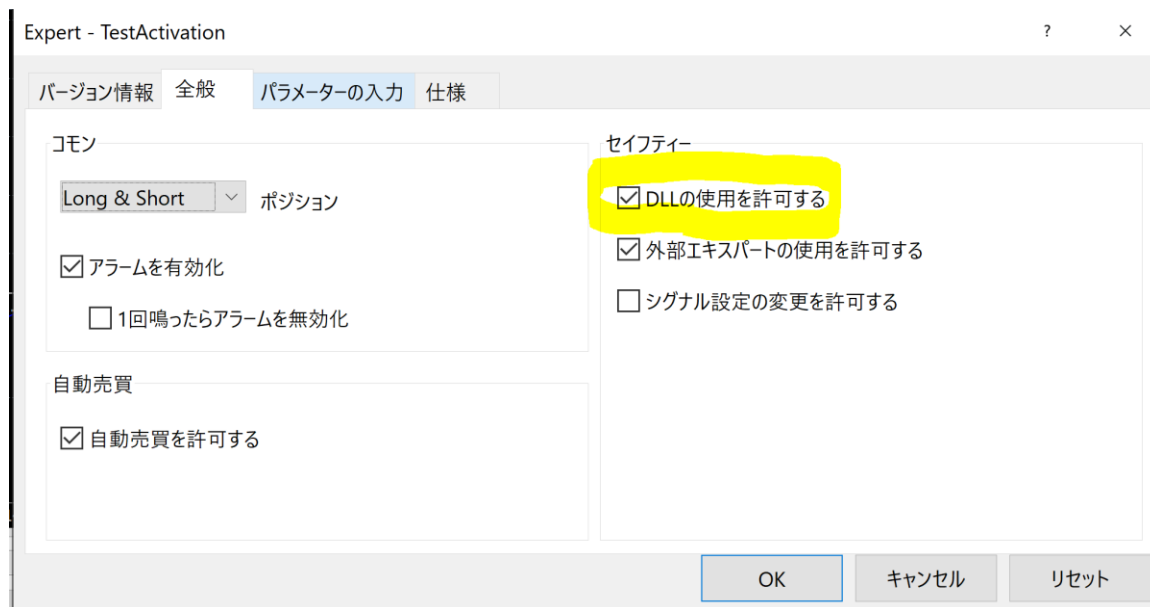 Expert - TestActivation
?
×
バージョン情報 全般 パラメーターの入力 仕様
コモン
Long & Short ポジション
アラームを有効化
1回鳴ったらアラームを無効化
自動売買
自動売買を許可する
セイフティー
DLLの使用を許可する
外部エキスパートの使用を許可する
シグナル設定の変更を許可する
OK キャンセル リセット